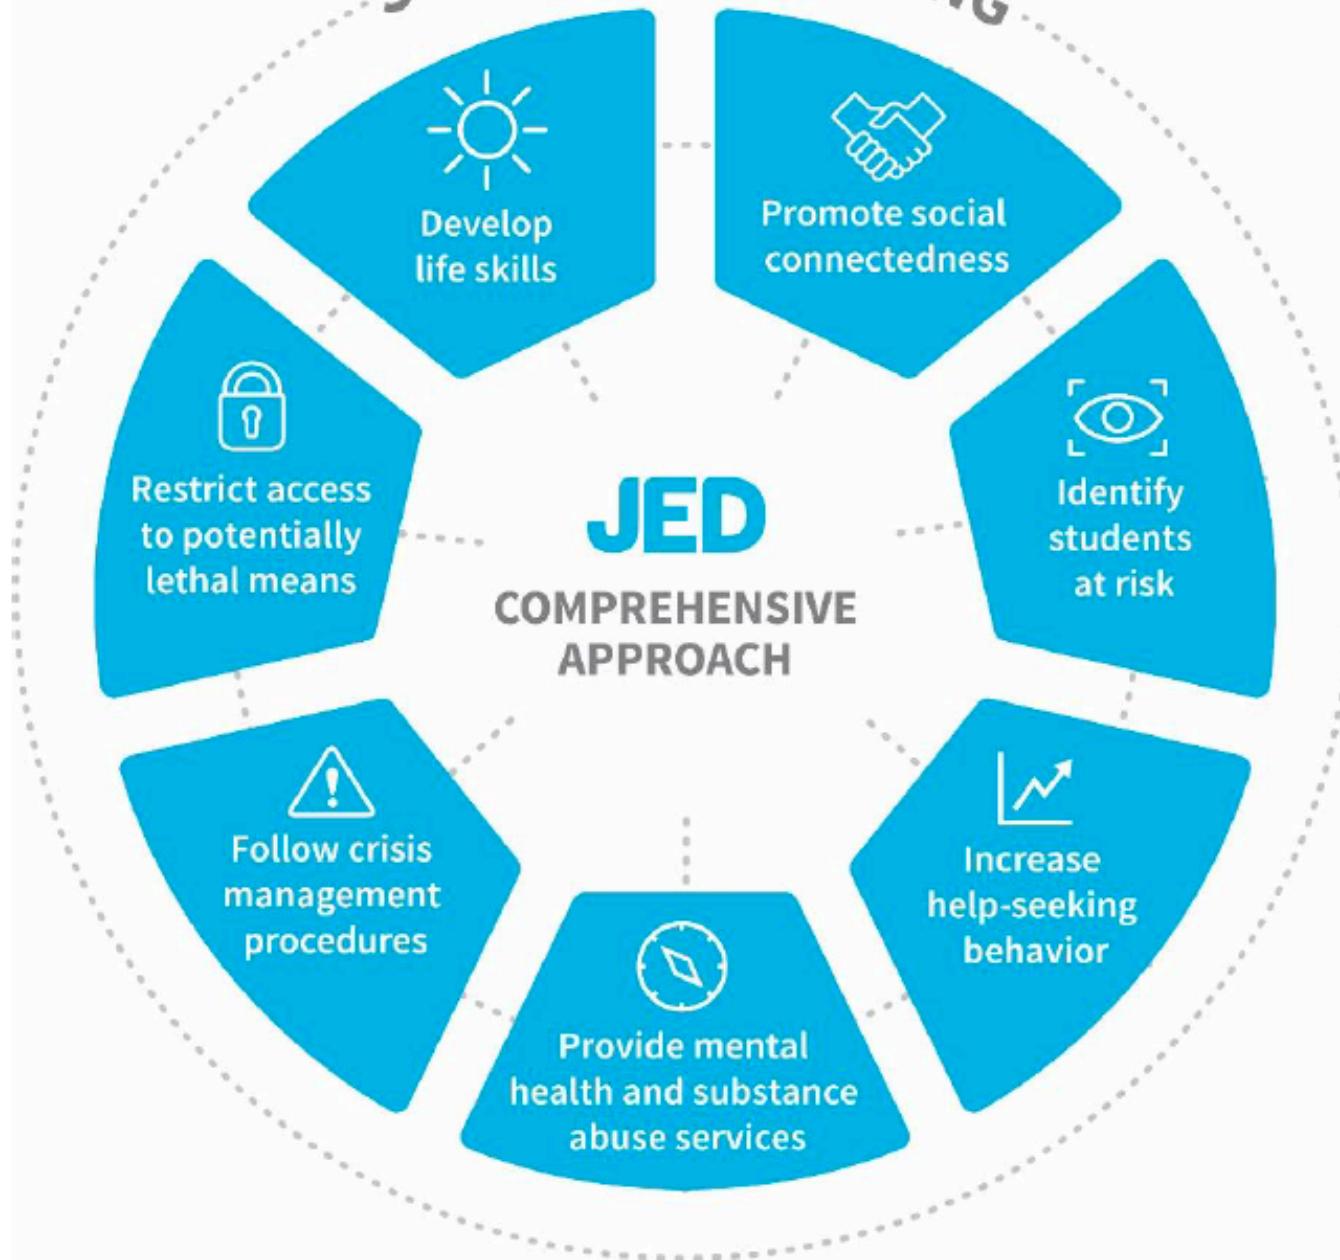 Develop
life skills
Promote social
connectedness
Restrict access
to potentially
lethal means
Identify
students
at risk
JED
COMPREHENSIVE
APPROACH
Follow crisis
management
procedures
Increase
help-seeking
behavior
Provide mental
health and substance
abuse services